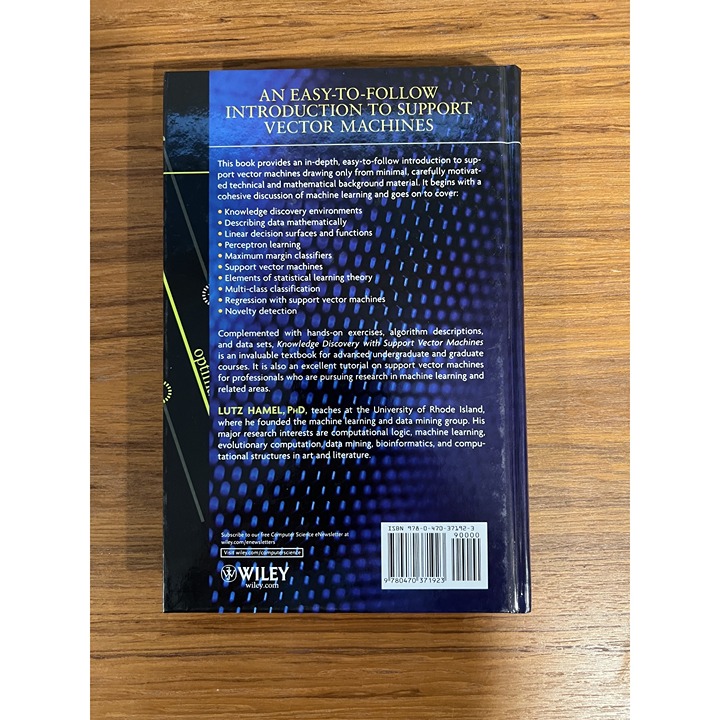 AN EASY-TO-FOLLOW
INTRODUCTION TO SUPPORT
VECTOR MACHINES
This book provides an in-depth, easy-to-follow introduction to sup-
port vector machines drawing only from minimal, carefully motivat-
ed technical and mathematical background material. It begins with a
cohesive discussion of machine learning and goes on to cover:
• Knowledge discovery environments
• Describing data mathematically
• Linear decision surfaces and functions
• Perceptron learning
• Maximum margin classifiers
• Support vector machines
• Elements of statistical learning theory
• Multi-class classification
• Regression with support vector machines
• Novelty detection
Complemented with hands-on exercises, algorithm descriptions,
and data sets, Knowledge Discovery with Support Vector Machines
is an invaluable textbook for advanced undergraduate and graduate
courses. It is also an excellent tutorial on support vector machines
for professionals who are pursuing research in machine learning and
related areas.
LUTZ HAMEL, PHD, teaches at the University of Rhode Island,
where he founded the machine learning and data mining group. His
major research interests are computational logic, machine learning,
evolutionary computation, data mining, bioinformatics, and compu-
tational structures in art and literature.
Subscribe to our free Computer Science eNewsletter at
wiley.com/enewsletters
Visit wiley.com/computerscience
WILEY
wiley.com
ISBN 978-0-470-37192-3
90000
9 780470 371923